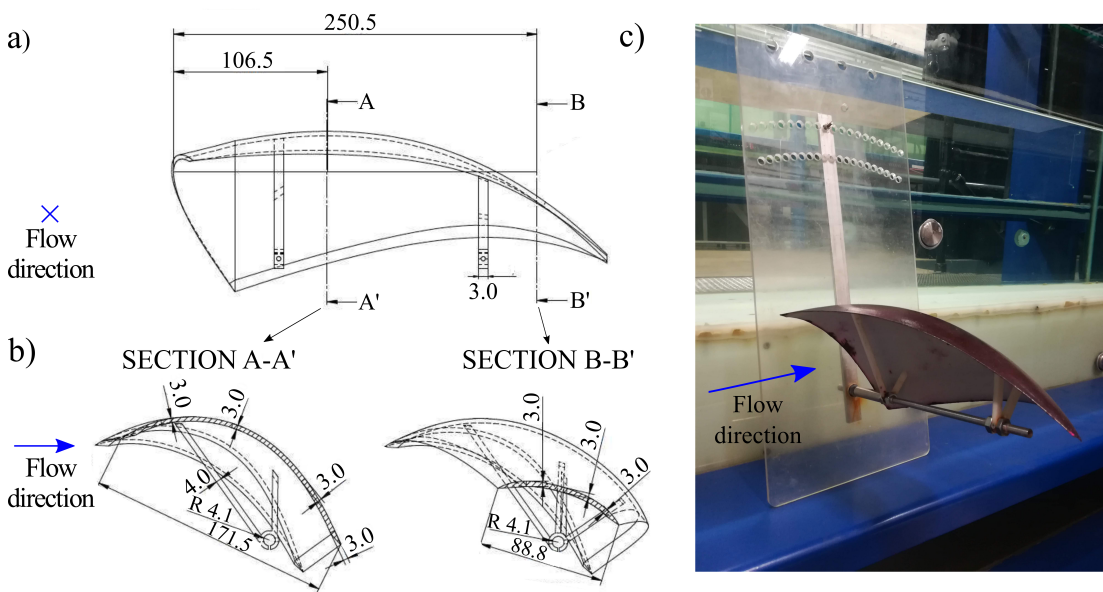 a)
250.5
106.5
A
B
Flow
direction
3.0
A'
B'
b)
SECTION A-A'
SECTION B-B'
3.0
3.0
4.0
3.0
R 4.1
171.5
3.0
Flow
direction
3.0
3.0
3.0
R 4.1
88.8
c)
Flow
direction